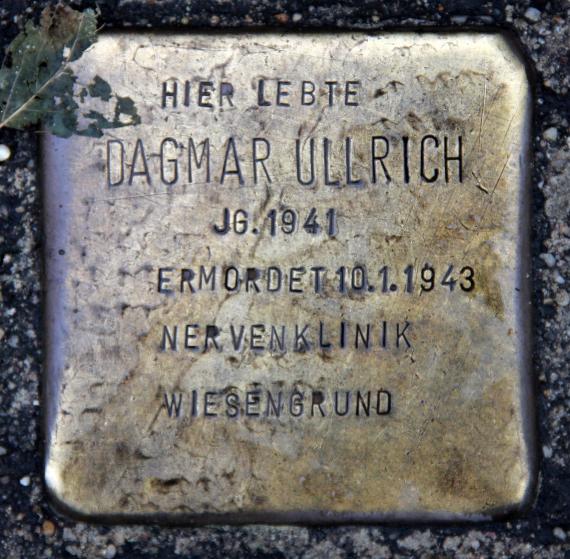 HIER LEBTE
DAGMAR ULLRICH
JG. 1941
ERMORDET 10.1.1943
NERVENKLINIK
WIESENGRUND